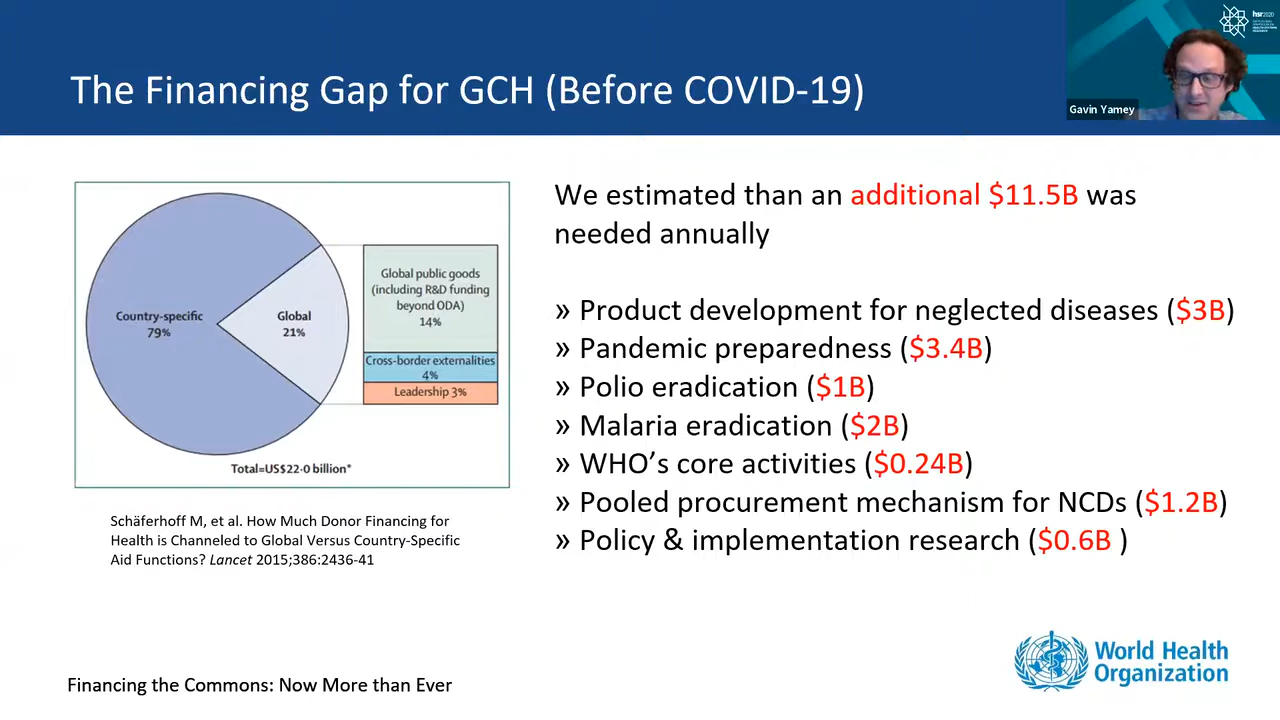 The Financing Gap for GCH (Before COVID-19)
hsr2020
Gavin Yamey
Country-specific
79%
Global
21%
Global public goods
(including R&D funding
beyond ODA)
14%
Cross-border externalities
4%
Leadership 3%
Total=US$22·0 billion*
Schäferhoff M, et al. How Much Donor Financing for
Health is Channeled to Global Versus Country-Specific
Aid Functions? Lancet 2015;386:2436-41
We estimated than an additional $11.5B was
needed annually
» Product development for neglected diseases ($3B)
» Pandemic preparedness ($3.4B)
» Polio eradication ($1B)
» Malaria eradication ($2B)
» WHO’s core activities ($0.24B)
» Pooled procurement mechanism for NCDs ($1.2B)
» Policy & implementation research ($0.6B )
Financing the Commons: Now More than Ever
World Health
Organization